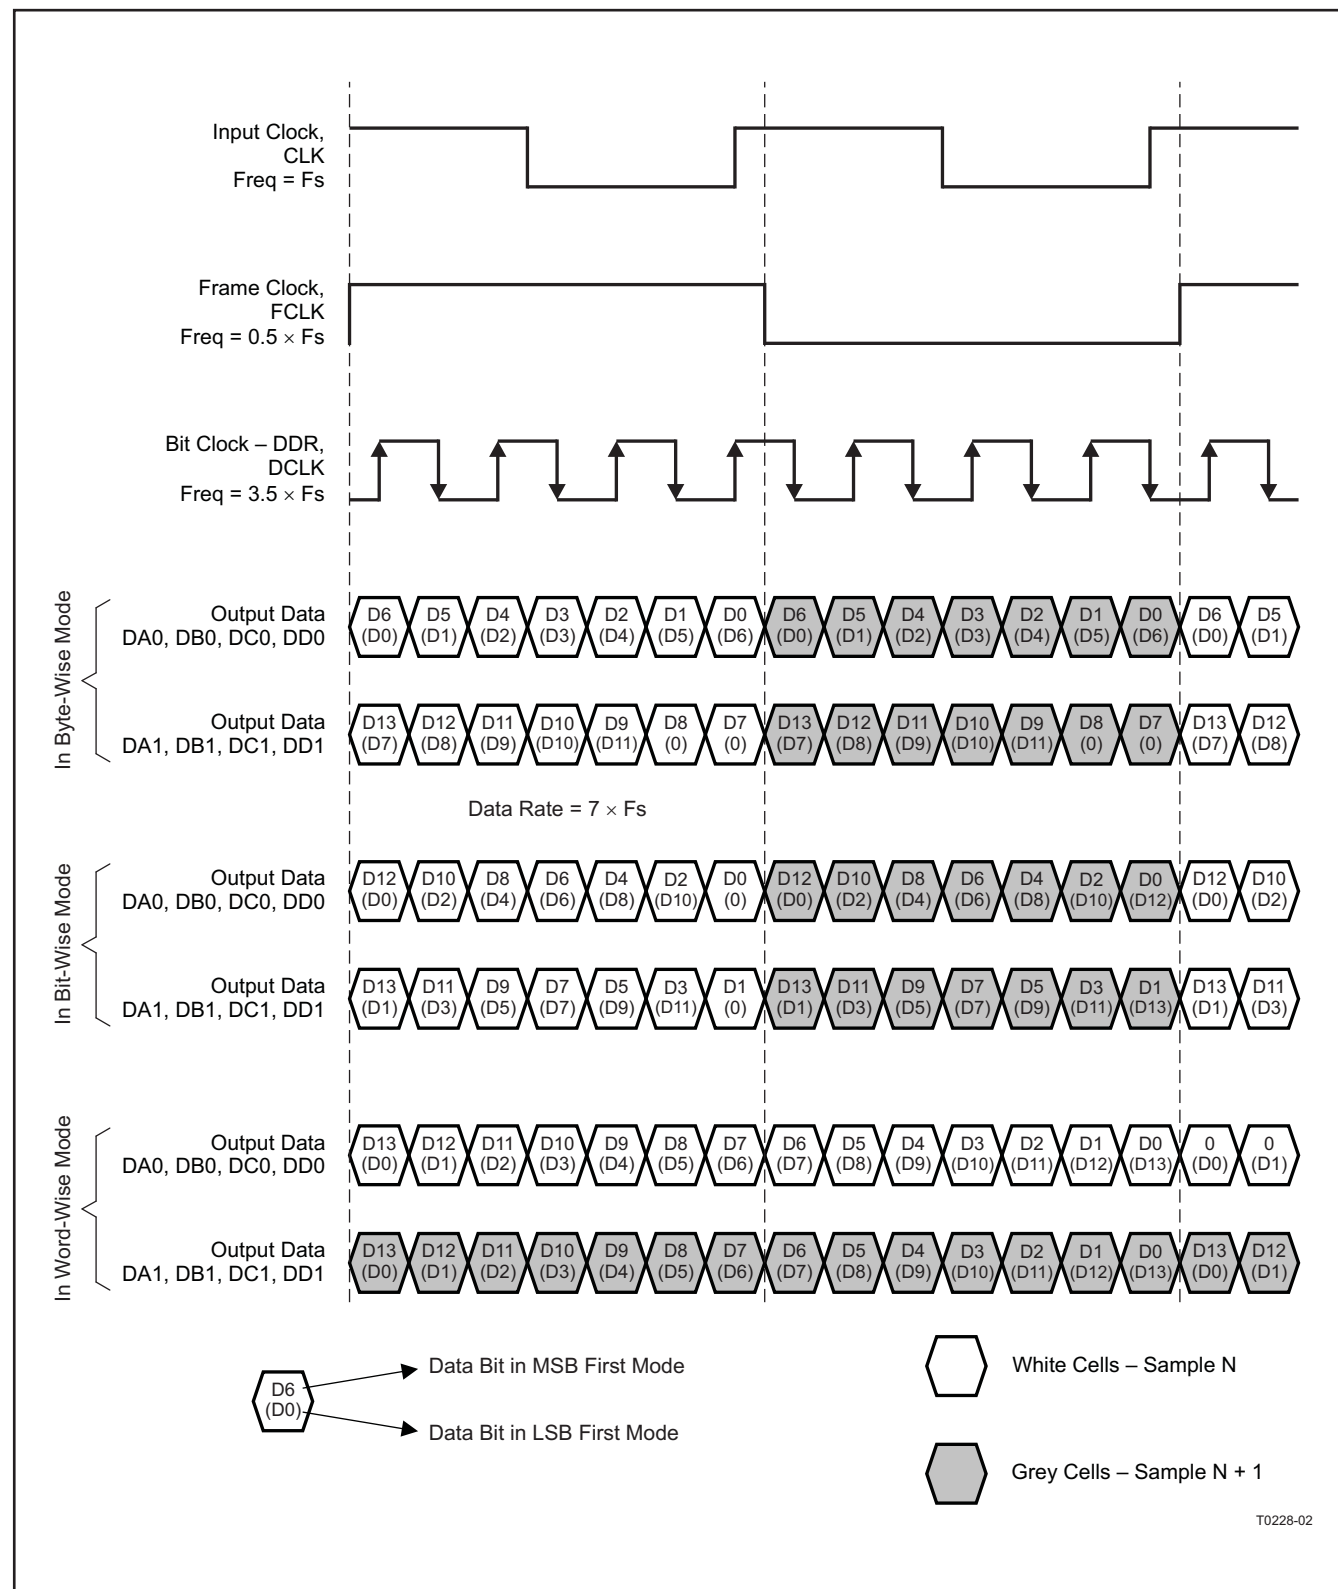 Input Clock,
CLK
Freq = Fs
Frame Clock,
FCLK
Freq = 0.5 × Fs
Bit Clock – DDR,
DCLK
Freq = 3.5 × Fs
In Byte-Wise Mode
Output Data
DA0, DB0, DC0, DD0
D6 D5 D4 D3 D2 D1 D0 D6 D5 D4 D3 D2 D1 D0 D6 D5
(D0) (D1) (D2) (D3) (D4) (D5) (D6) (D0) (D1) (D2) (D3) (D4) (D5) (D6) (D0) (D1)
Output Data
DA1, DB1, DC1, DD1
D13 D12 D11 D10 D9 D8 D7 D13 D12 D11 D10 D9 D8 D7 D13 D12
(D7) (D8) (D9) (D10) (D11) (0) (0) (D7) (D8) (D9) (D10) (D11) (0) (0) (D7) (D8)
Data Rate = 7 × Fs
In Bit-Wise Mode
Output Data
DA0, DB0, DC0, DD0
D12 D10 D8 D6 D4 D2 D0 D12 D10 D8 D6 D4 D2 D0 D12 D10
(D0) (D2) (D4) (D6) (D8) (D10) (0) (D0) (D2) (D4) (D6) (D8) (D10) (D12) (D0) (D2)
Output Data
DA1, DB1, DC1, DD1
D13 D11 D9 D7 D5 D3 D1 D13 D11 D9 D7 D5 D3 D1 D13 D11
(D1) (D3) (D5) (D7) (D9) (D11) (0) (D1) (D3) (D5) (D7) (D9) (D11) (D13) (D1) (D3)
In Word-Wise Mode
Output Data
DA0, DB0, DC0, DD0
D13 D12 D11 D10 D9 D8 D7 D6 D5 D4 D3 D2 D1 D0 0 0
(D0) (D1) (D2) (D3) (D4) (D5) (D6) (D7) (D8) (D9) (D10) (D11) (D12) (D13) (D0) (D1)
Output Data
DA1, DB1, DC1, DD1
D13 D12 D11 D10 D9 D8 D7 D6 D5 D4 D3 D2 D1 D0 D13 D12
(D0) (D1) (D2) (D3) (D4) (D5) (D6) (D7) (D8) (D9) (D10) (D11) (D12) (D13) (D0) (D1)
D6
(D0)
Data Bit in MSB First Mode
Data Bit in LSB First Mode
White Cells – Sample N
Grey Cells – Sample N + 1
T0228-02